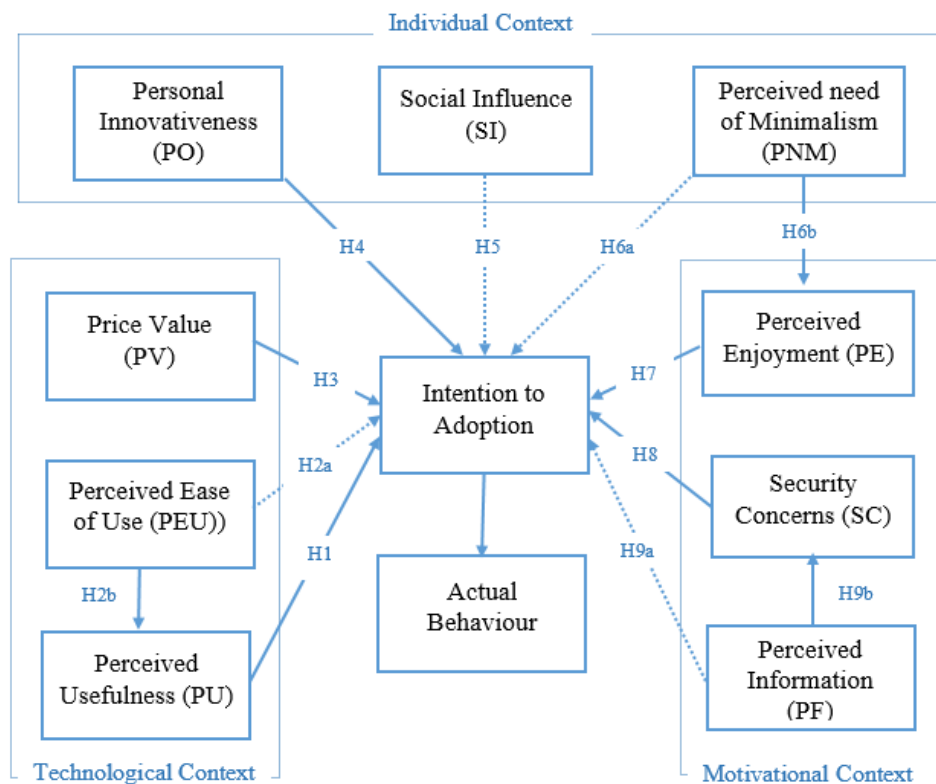 Individual Context
Personal
Innovativeness
(PO)
Social Influence
(SI)
Perceived need
of Minimalism
(PNM)
H4
H5
H6a
H6b
Price Value
(PV)
Perceived
Enjoyment (PE)
H3
Intention to
Adoption
H7
H2a
H8
Perceived Ease
of Use (PEU))
Security
Concerns (SC)
H1
H9a
H2b
H9b
Actual
Behaviour
Perceived
Usefulness (PU)
Perceived
Information
(PF)
Technological Context
Motivational Context